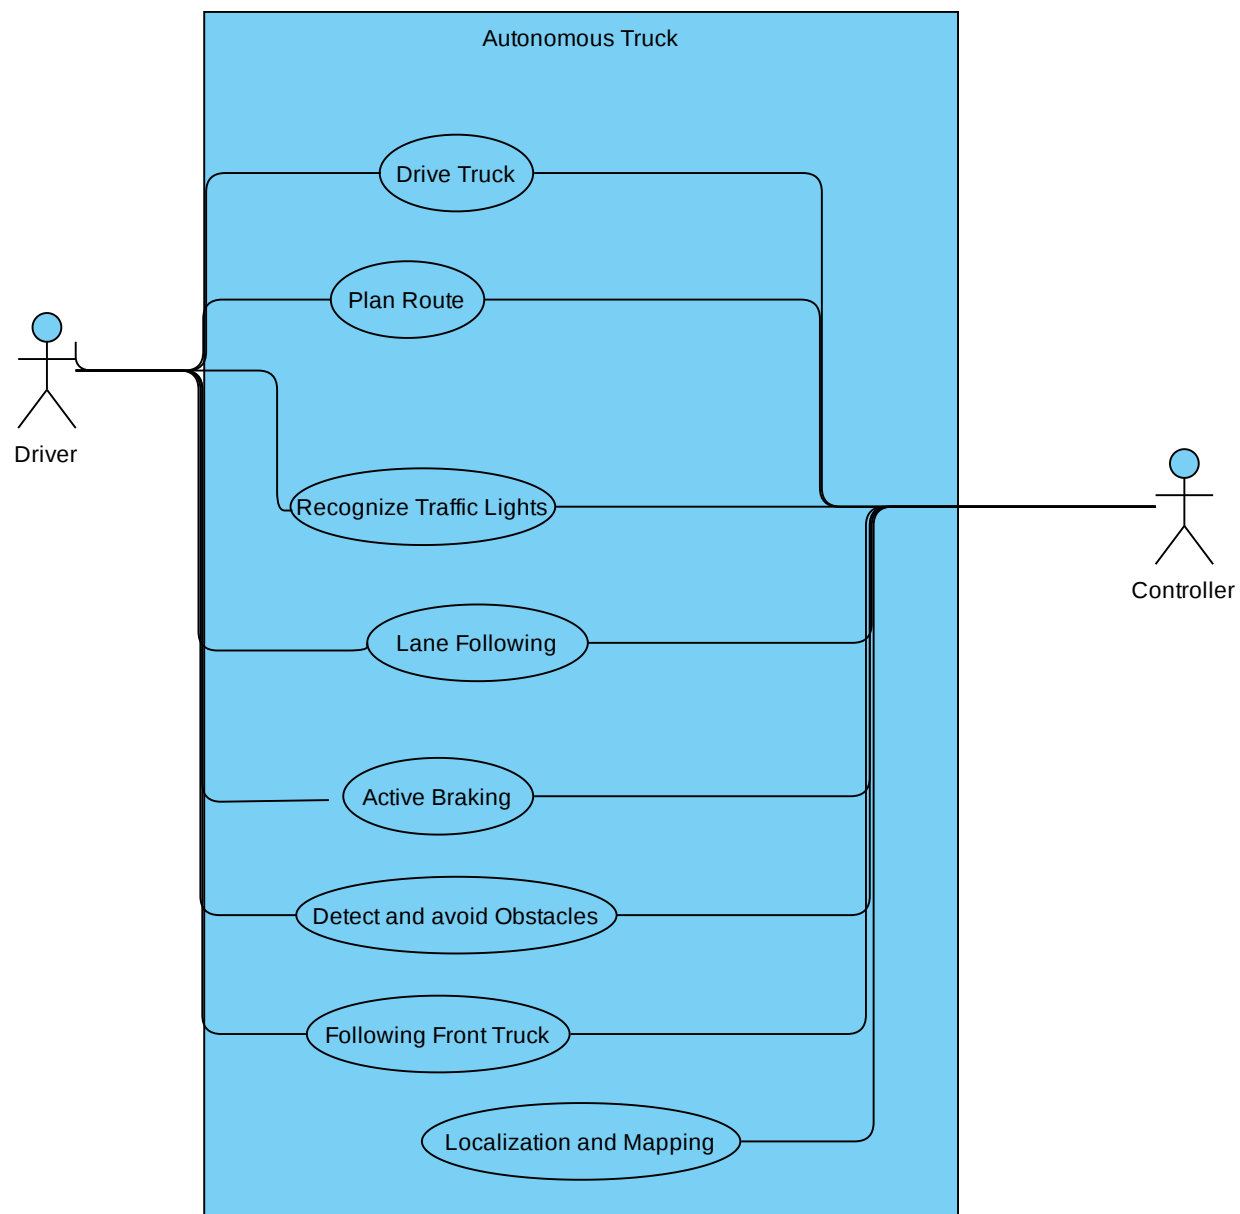 Autonomous Truck
Drive Truck
Plan Route
Driver
Recognize Traffic Lights
Controller
Lane Following
Active Braking
Detect and avoid Obstacles
Following Front Truck
Localization and Mapping